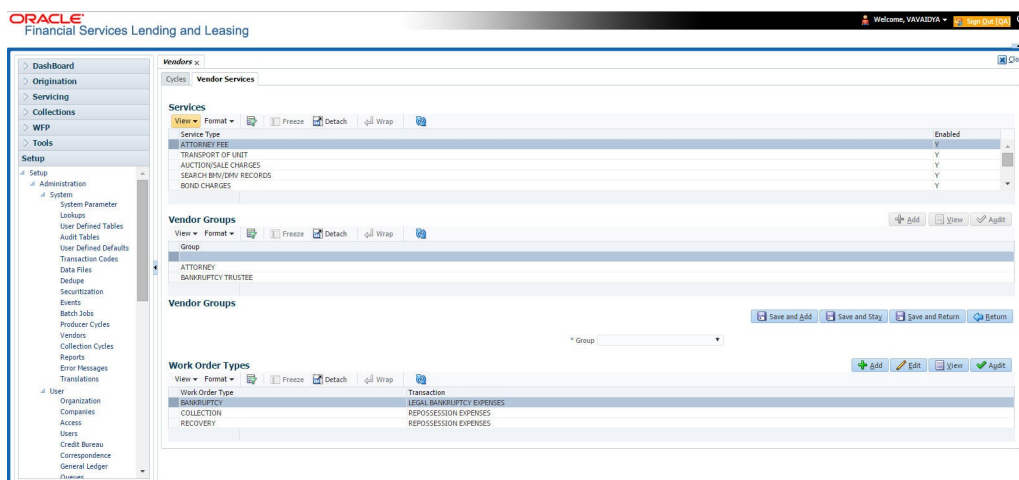 ORACLE
Financial Services Lending and Leasing
Welcome, VAVAIDYA
Sign Out [QA]
DashBoard
Origination
Servicing
Collections
WFP
Tools
Setup
Setup
Administration
System
System Parameter
Lookups
User Defined Tables
Audit Tables
User Defined Defaults
Transaction Codes
Data Files
Dedupe
Securitization
Events
Batch Jobs
Producer Cycles
Vendors
Collection Cycles
Reports
Error Messages
Translations
User
Organization
Companies
Access
Users
Credit Bureau
Correspondence
General Ledger
Queues
Vendors x
Clo
Cycles Vendor Services
Services
View Format Freeze Detach Wrap
Service Type Enabled
ATTORNEY FEE Y
TRANSPORT OF UNIT Y
AUCTION/SALE CHARGES Y
SEARCH BMV/DMV RECORDS Y
BOND CHARGES Y
Vendor Groups
Add View Audit
View Format Freeze Detach Wrap
Group
ATTORNEY
BANKRUPTCY TRUSTEE
Vendor Groups
Save and Add Save and Stay Save and Return Return
* Group
Work Order Types
Add Edit View Audit
View Format Freeze Detach Wrap
Work Order Type Transaction
BANKRUPTCY LEGAL BANKRUPTCY EXPENSES
COLLECTION REPOSSESSION EXPENSES
RECOVERY REPOSSESSION EXPENSES